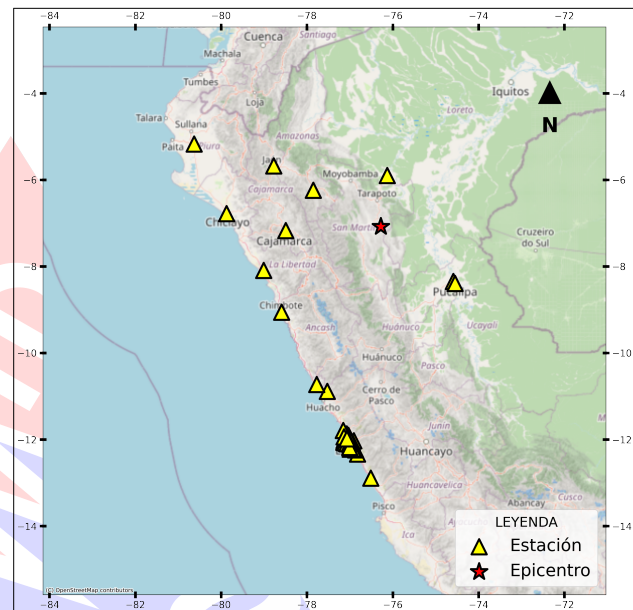 −84 −82 −80 −78 −76 −74 −72
Cuenca
Santiago
Machala
Tumbes
Loja
Talara
Sullana
Paita
Piura
Amazonas
Jaén
Cajamarca
Moyobamba
Tarapoto
San Martín
Iquitos
Loreto
N
Chiclayo
Cajamarca
La Libertad
Cruzeiro
do Sul
Pucallpa
Chimbote
Ancash
Huánuco
Ucayali
Huánuco
Pasco
Cerro de
Pasco
Huacho
Junín
Huancayo
Huancavelica
Pisco
Ayacucho
Abancay
Cusco
Ica
−4
−6
−8
−10
−12
−14
−4
−6
−8
−10
−12
−14
LEYENDA
Estación
Epicentro
(C) OpenStreetMap contributors
−84 −82 −80 −78 −76 −74 −72